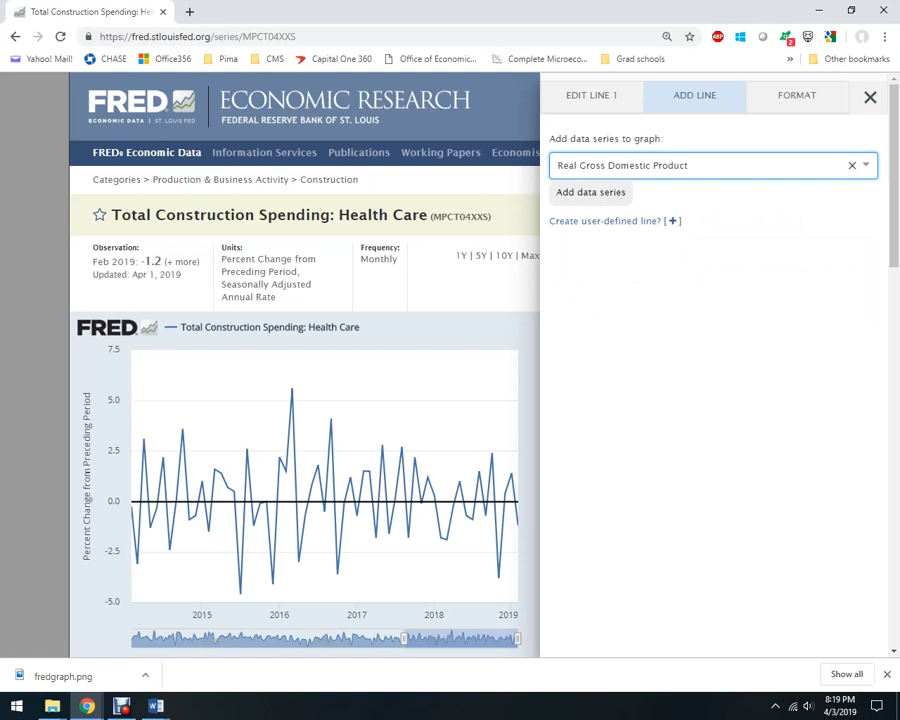 Total Construction Spending: Hea
https://fred.stlouisfed.org/series/MPCT04XXS
ABP
2
Yahoo! Mail!
CHASE
Office356
Pima
CMS
Capital One 360
Office of Economic...
Complete Microeco...
Grad schools
»
Other bookmarks
FRED
ECONOMIC DATA | ST. LOUIS FED
ECONOMIC RESEARCH
FEDERAL RESERVE BANK OF ST. LOUIS
FRED® Economic Data Information Services Publications Working Papers Economis
Categories > Production & Business Activity > Construction
Total Construction Spending: Health Care (MPCT04XXS)
Observation:
Feb 2019: -1.2 (+ more)
Updated: Apr 1, 2019
Units:
Percent Change from
Preceding Period,
Seasonally Adjusted
Annual Rate
Frequency:
Monthly
1Y | 5Y | 10Y | Max
FRED
Total Construction Spending: Health Care
Percent Change from Preceding Period
7.5
5.0
2.5
0.0
-2.5
-5.0
2015 2016 2017 2018 2019
EDIT LINE 1
ADD LINE
FORMAT
Add data series to graph:
Real Gross Domestic Product
Add data series
Create user-defined line? [ + ]
fredgraph.png
Show all
8:19 PM
4/3/2019